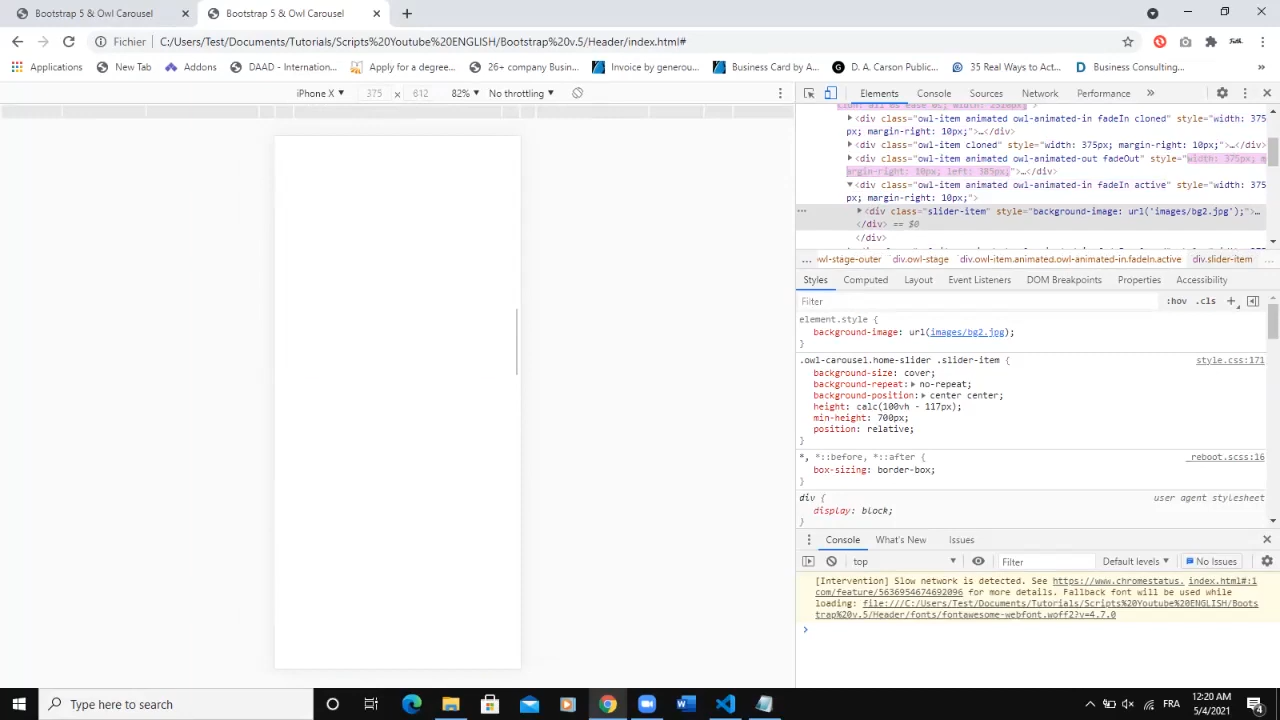 Bootstrap 5 & Owl Carousel × Bootstrap 5 & Owl Carousel × +
Fichier | C:/Users/Test/Documents/Tutorials/Scripts%20Youtube%20ENGLISH/Bootstrap%20v.5/Header/index.html#
Applications New Tab Addons DAAD - Internation... Apply for a degree... 26+ company Busin... Invoice by generou... Business Card by A... D. A. Carson Public... 35 Real Ways to Act... Business Consulting... »
iPhone X ▼ 375 × 612 82% ▼ No throttling ▼
Elements Console Sources Network Performance »
<div class="owl-item animated owl-animated-in fadeIn cloned" style="width: 375
px; margin-right: 10px;">…</div>
<div class="owl-item cloned" style="width: 375px; margin-right: 10px;">…</div>
<div class="owl-item animated owl-animated-out fadeOut" style="width: 375px; m
argin-right: 10px; left: 385px;">…</div>
<div class="owl-item animated owl-animated-in fadeIn active" style="width: 375
px; margin-right: 10px;">
<div class="slider-item" style="background-image: url('images/bg2.jpg');">…
</div> == $0
</div>
... owl-stage-outer div.owl-stage div.owl-item.animated.owl-animated-in.fadeIn.active div.slider-item ...
Styles Computed Layout Event Listeners DOM Breakpoints Properties Accessibility
Filter :hov .cls +
element.style {
background-image: url(images/bg2.jpg);
}
.owl-carousel.home-slider .slider-item { style.css:171
background-size: cover;
background-repeat: no-repeat;
background-position: center center;
height: calc(100vh - 117px);
min-height: 700px;
position: relative;
}
*, *::before, *::after { _reboot.scss:16
box-sizing: border-box;
}
div { user agent stylesheet
display: block;
}
Console What's New Issues
top ▼ Filter Default levels ▼ No Issues
[Intervention] Slow network is detected. See https://www.chromestatus. index.html#:1
com/feature/5636954674692096 for more details. Fallback font will be used while
loading: file:///C:/Users/Test/Documents/Tutorials/Scripts%20Youtube%20ENGLISH/Boots
trap%20v.5/Header/fonts/fontawesome-webfont.woff2?v=4.7.0
>
Type here to search
FRA
12:20 AM
5/4/2021
4